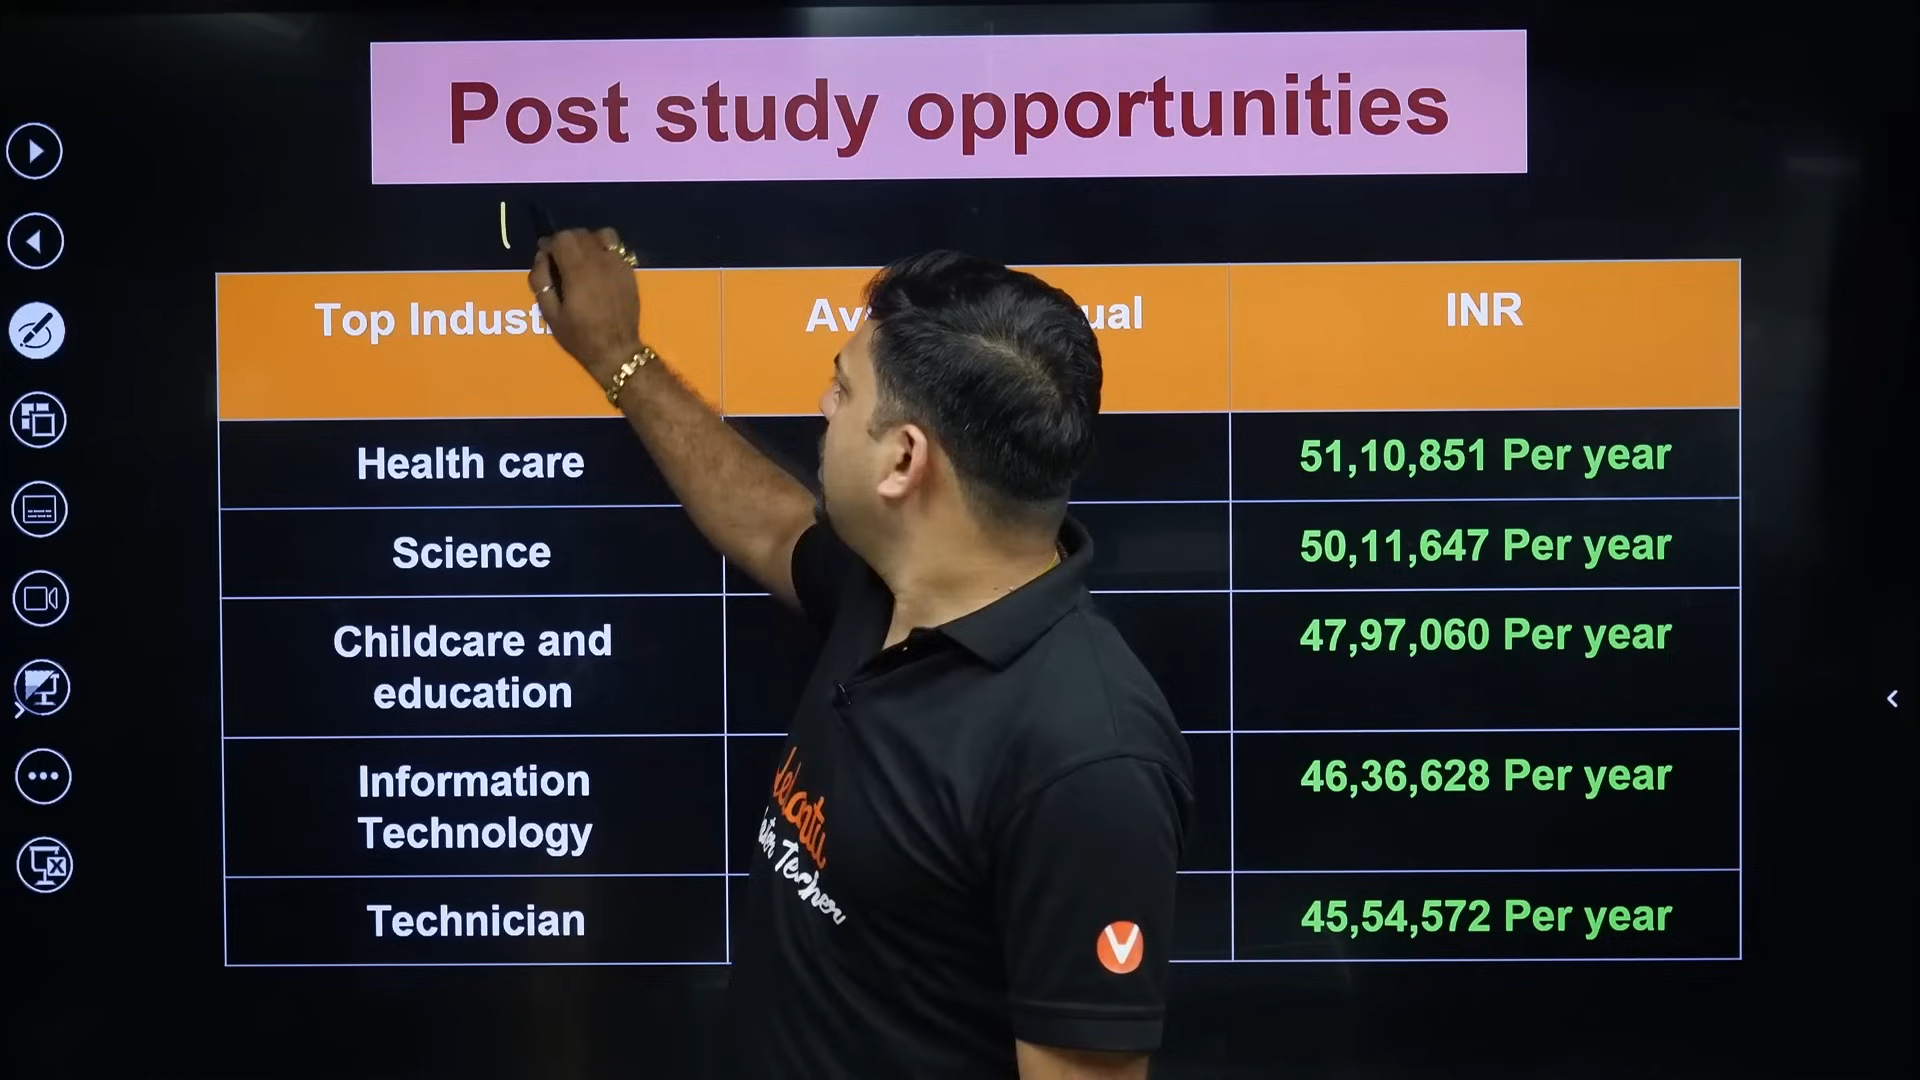 Post study opportunities
Top Indust
Av ual
INR
Health care
51,10,851 Per year
Science
50,11,647 Per year
Childcare and
education
47,97,060 Per year
Information
Technology
46,36,628 Per year
Technician
45,54,572 Per year